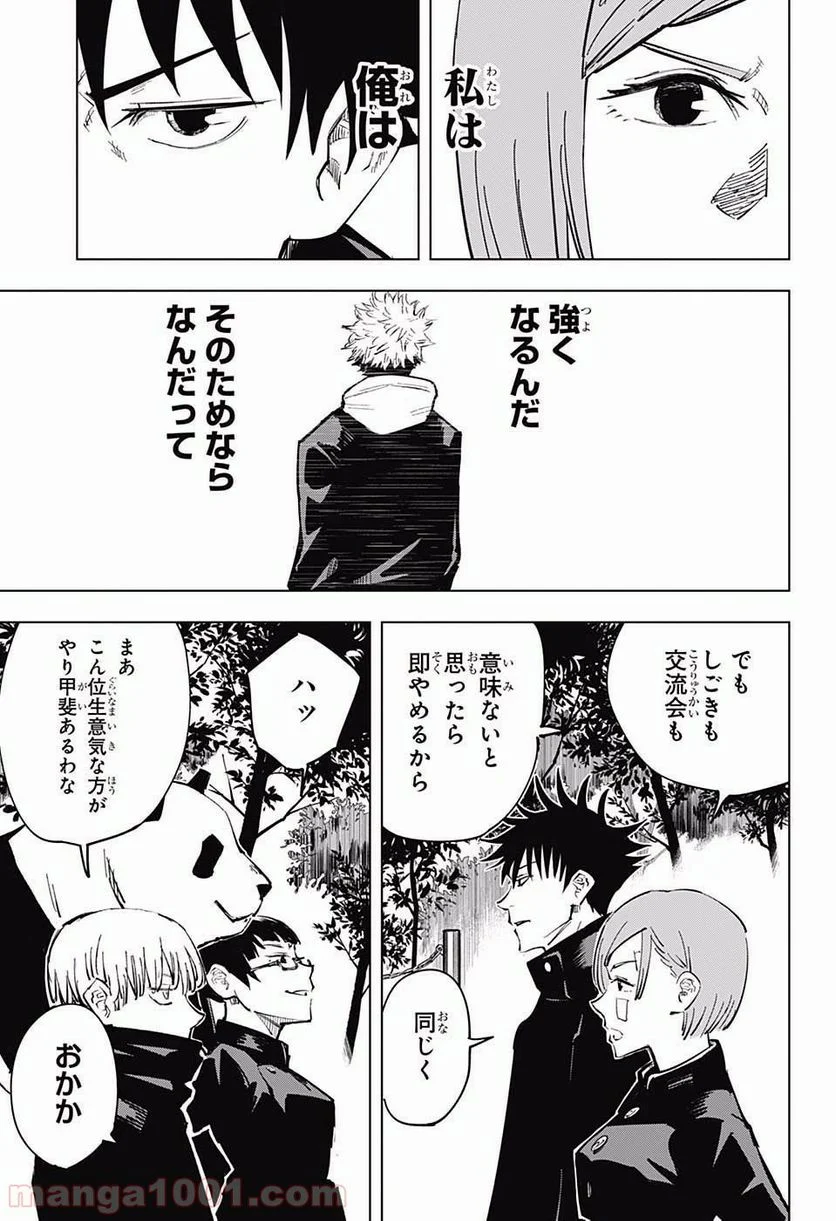 私は
俺は
強く
なるんだ
そのためなら
なんだって
でも
しごきも
交流会も
意味ないと
思ったら
即やめるから
同じく
ハッ
まあ
こん位生意気な方が
やり甲斐あるわな
おかか
manga1001.com